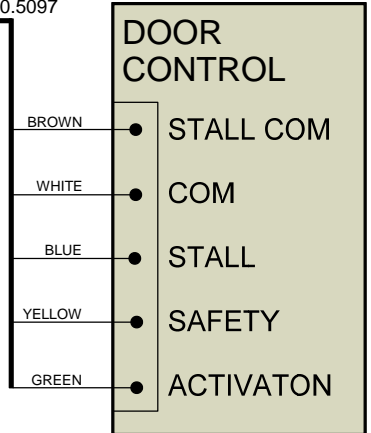 0.5097
DOOR
CONTROL
BROWN STALL COM
WHITE COM
BLUE STALL
YELLOW SAFETY
GREEN ACTIVATON